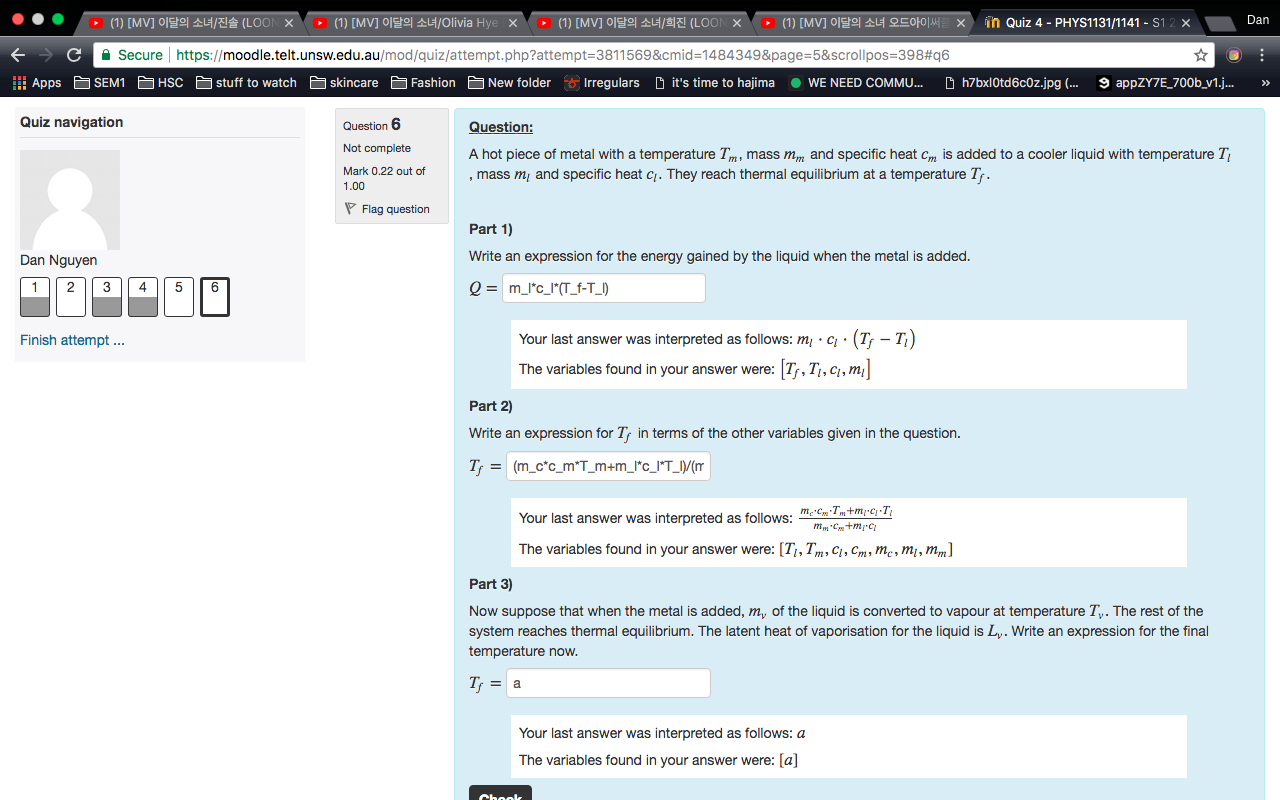 (1) [MV] 이달의 소녀/진솔 (LOON
(1) [MV] 이달의 소녀/Olivia Hye
(1) [MV] 이달의 소녀/희진 (LOON
(1) [MV] 이달의 소녀 오드아이써클
Quiz 4 - PHYS1131/1141 - S1 2
Dan
Secure
https://moodle.telt.unsw.edu.au/mod/quiz/attempt.php?attempt=3811569&cmid=1484349&page=5&scrollpos=398#q6
Apps SEM1 HSC stuff to watch skincare Fashion New folder Irregulars it's time to hajima WE NEED COMMU... h7bxl0td6c0z.jpg (... appZY7E_700b_v1.j... »
Quiz navigation
Dan Nguyen
1 2 3 4 5 6
Finish attempt ...
Question 6
Not complete
Mark 0.22 out of
1.00
Flag question
Question:
A hot piece of metal with a temperature T_m, mass m_m and specific heat c_m is added to a cooler liquid with temperature T_l
, mass m_l and specific heat c_l. They reach thermal equilibrium at a temperature T_f.
Part 1)
Write an expression for the energy gained by the liquid when the metal is added.
Q = m_l*c_l*(T_f-T_l)
Your last answer was interpreted as follows: m_l · c_l · (T_f − T_l)
The variables found in your answer were: [T_f, T_l, c_l, m_l]
Part 2)
Write an expression for T_f in terms of the other variables given in the question.
T_f = (m_c*c_m*T_m+m_l*c_l*T_l)/(m
Your last answer was interpreted as follows: (m_c·c_m·T_m+m_l·c_l·T_l)/(m_m·c_m+m_l·c_l)
The variables found in your answer were: [T_l, T_m, c_l, c_m, m_c, m_l, m_m]
Part 3)
Now suppose that when the metal is added, m_v of the liquid is converted to vapour at temperature T_v. The rest of the
system reaches thermal equilibrium. The latent heat of vaporisation for the liquid is L_v. Write an expression for the final
temperature now.
T_f = a
Your last answer was interpreted as follows: a
The variables found in your answer were: [a]
Check